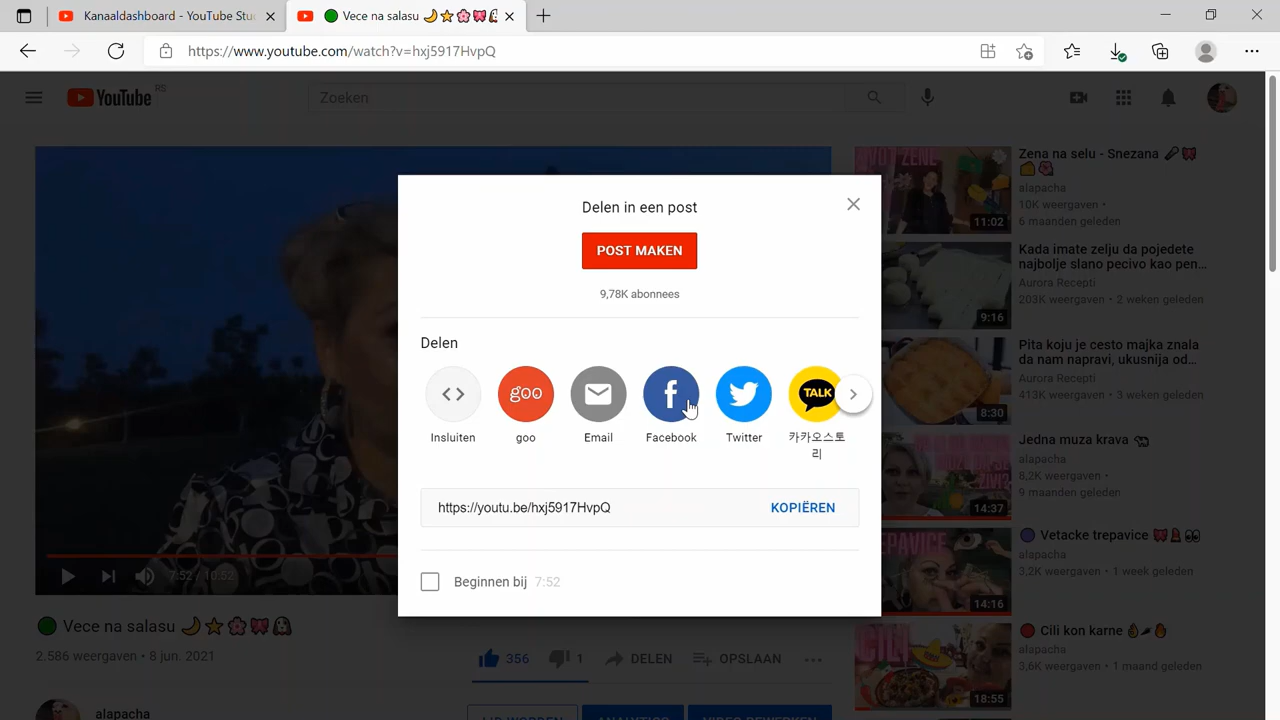 Kanaaldashboard - YouTube Stu
Vece na salasu
https://www.youtube.com/watch?v=hxj5917HvpQ
YouTube RS
Zoeken
Delen in een post
POST MAKEN
9,78K abonnees
Delen
goo
TALK
Insluiten
goo
Email
Facebook
Twitter
카카오스토
리
https://youtu.be/hxj5917HvpQ
KOPIËREN
Beginnen bij 7:52
7:52 / 10:52
Vece na salasu
2.586 weergaven • 8 jun. 2021
356
1
DELEN
OPSLAAN
alapacha
ANALYTICS
VIDEO BEWERKEN
11:02
Zena na selu - Snezana
alapacha
10K weergaven •
6 maanden geleden
9:16
Kada imate zelju da pojedete
najbolje slano pecivo kao pen...
Aurora Recepti
203K weergaven • 2 weken geleden
8:30
Pita koju je cesto majka znala
da nam napravi, ukusnija od...
Aurora Recepti
413K weergaven • 3 weken geleden
14:37
Jedna muza krava
alapacha
8,2K weergaven •
9 maanden geleden
14:16
Vetacke trepavice
alapacha
3,2K weergaven • 1 week geleden
18:55
Cili kon karne
alapacha
3,6K weergaven • 1 maand geleden